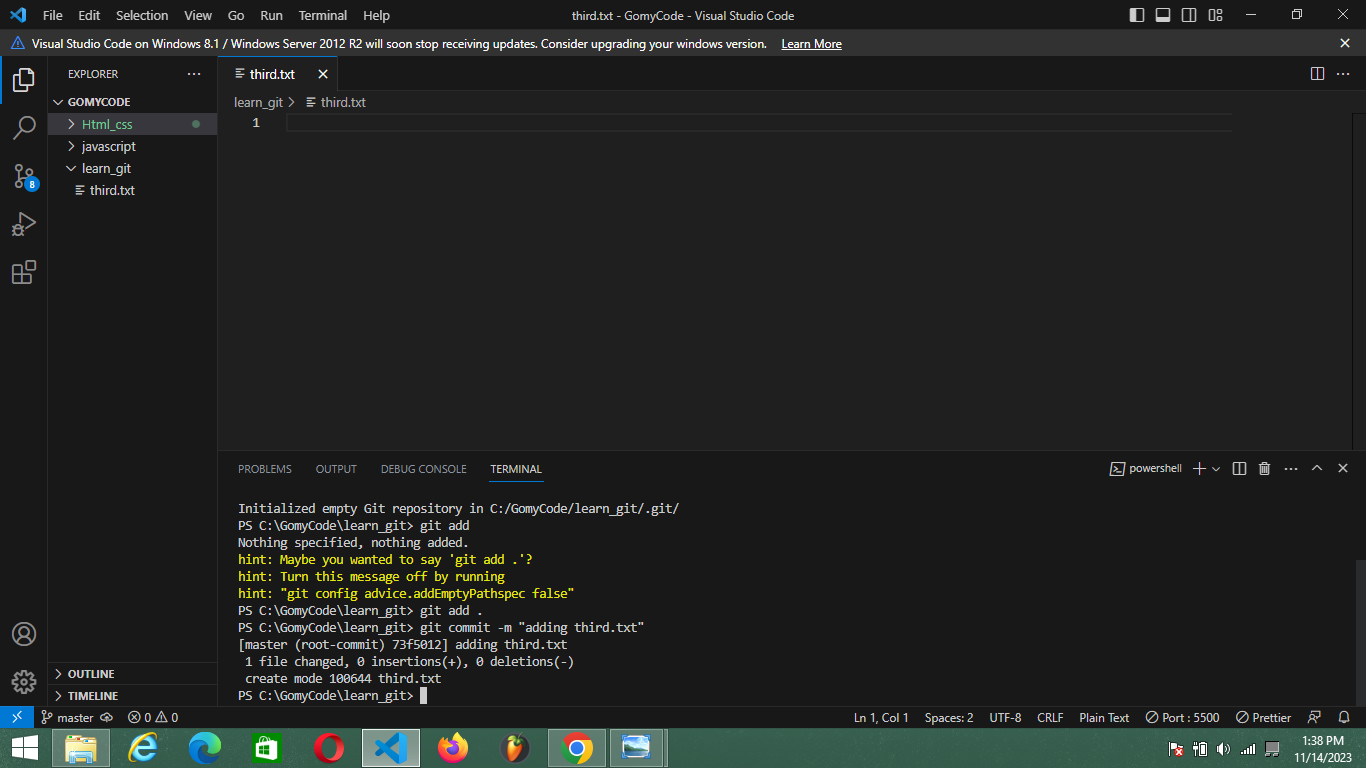 File Edit Selection View Go Run Terminal Help third.txt - GomyCode - Visual Studio Code
Visual Studio Code on Windows 8.1 / Windows Server 2012 R2 will soon stop receiving updates. Consider upgrading your windows version. Learn More
EXPLORER
GOMYCODE
Html_css
javascript
learn_git
third.txt
8
OUTLINE
TIMELINE
third.txt
learn_git > third.txt
1
PROBLEMS OUTPUT DEBUG CONSOLE TERMINAL powershell
Initialized empty Git repository in C:/GomyCode/learn_git/.git/
PS C:\GomyCode\learn_git> git add
Nothing specified, nothing added.
hint: Maybe you wanted to say 'git add .'?
hint: Turn this message off by running
hint: "git config advice.addEmptyPathspec false"
PS C:\GomyCode\learn_git> git add .
PS C:\GomyCode\learn_git> git commit -m "adding third.txt"
[master (root-commit) 73f5012] adding third.txt
 1 file changed, 0 insertions(+), 0 deletions(-)
 create mode 100644 third.txt
PS C:\GomyCode\learn_git>
master 0 0 Ln 1, Col 1 Spaces: 2 UTF-8 CRLF Plain Text Port : 5500 Prettier
1:38 PM
11/14/2023